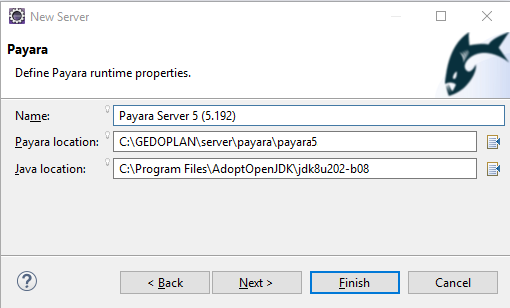 New Server
Payara
Define Payara runtime properties.
Name: Payara Server 5 (5.192)
Payara location: C:\GEDOPLAN\server\payara\payara5
Java location: C:\Program Files\AdoptOpenJDK\jdk8u202-b08
? < Back Next > Finish Cancel